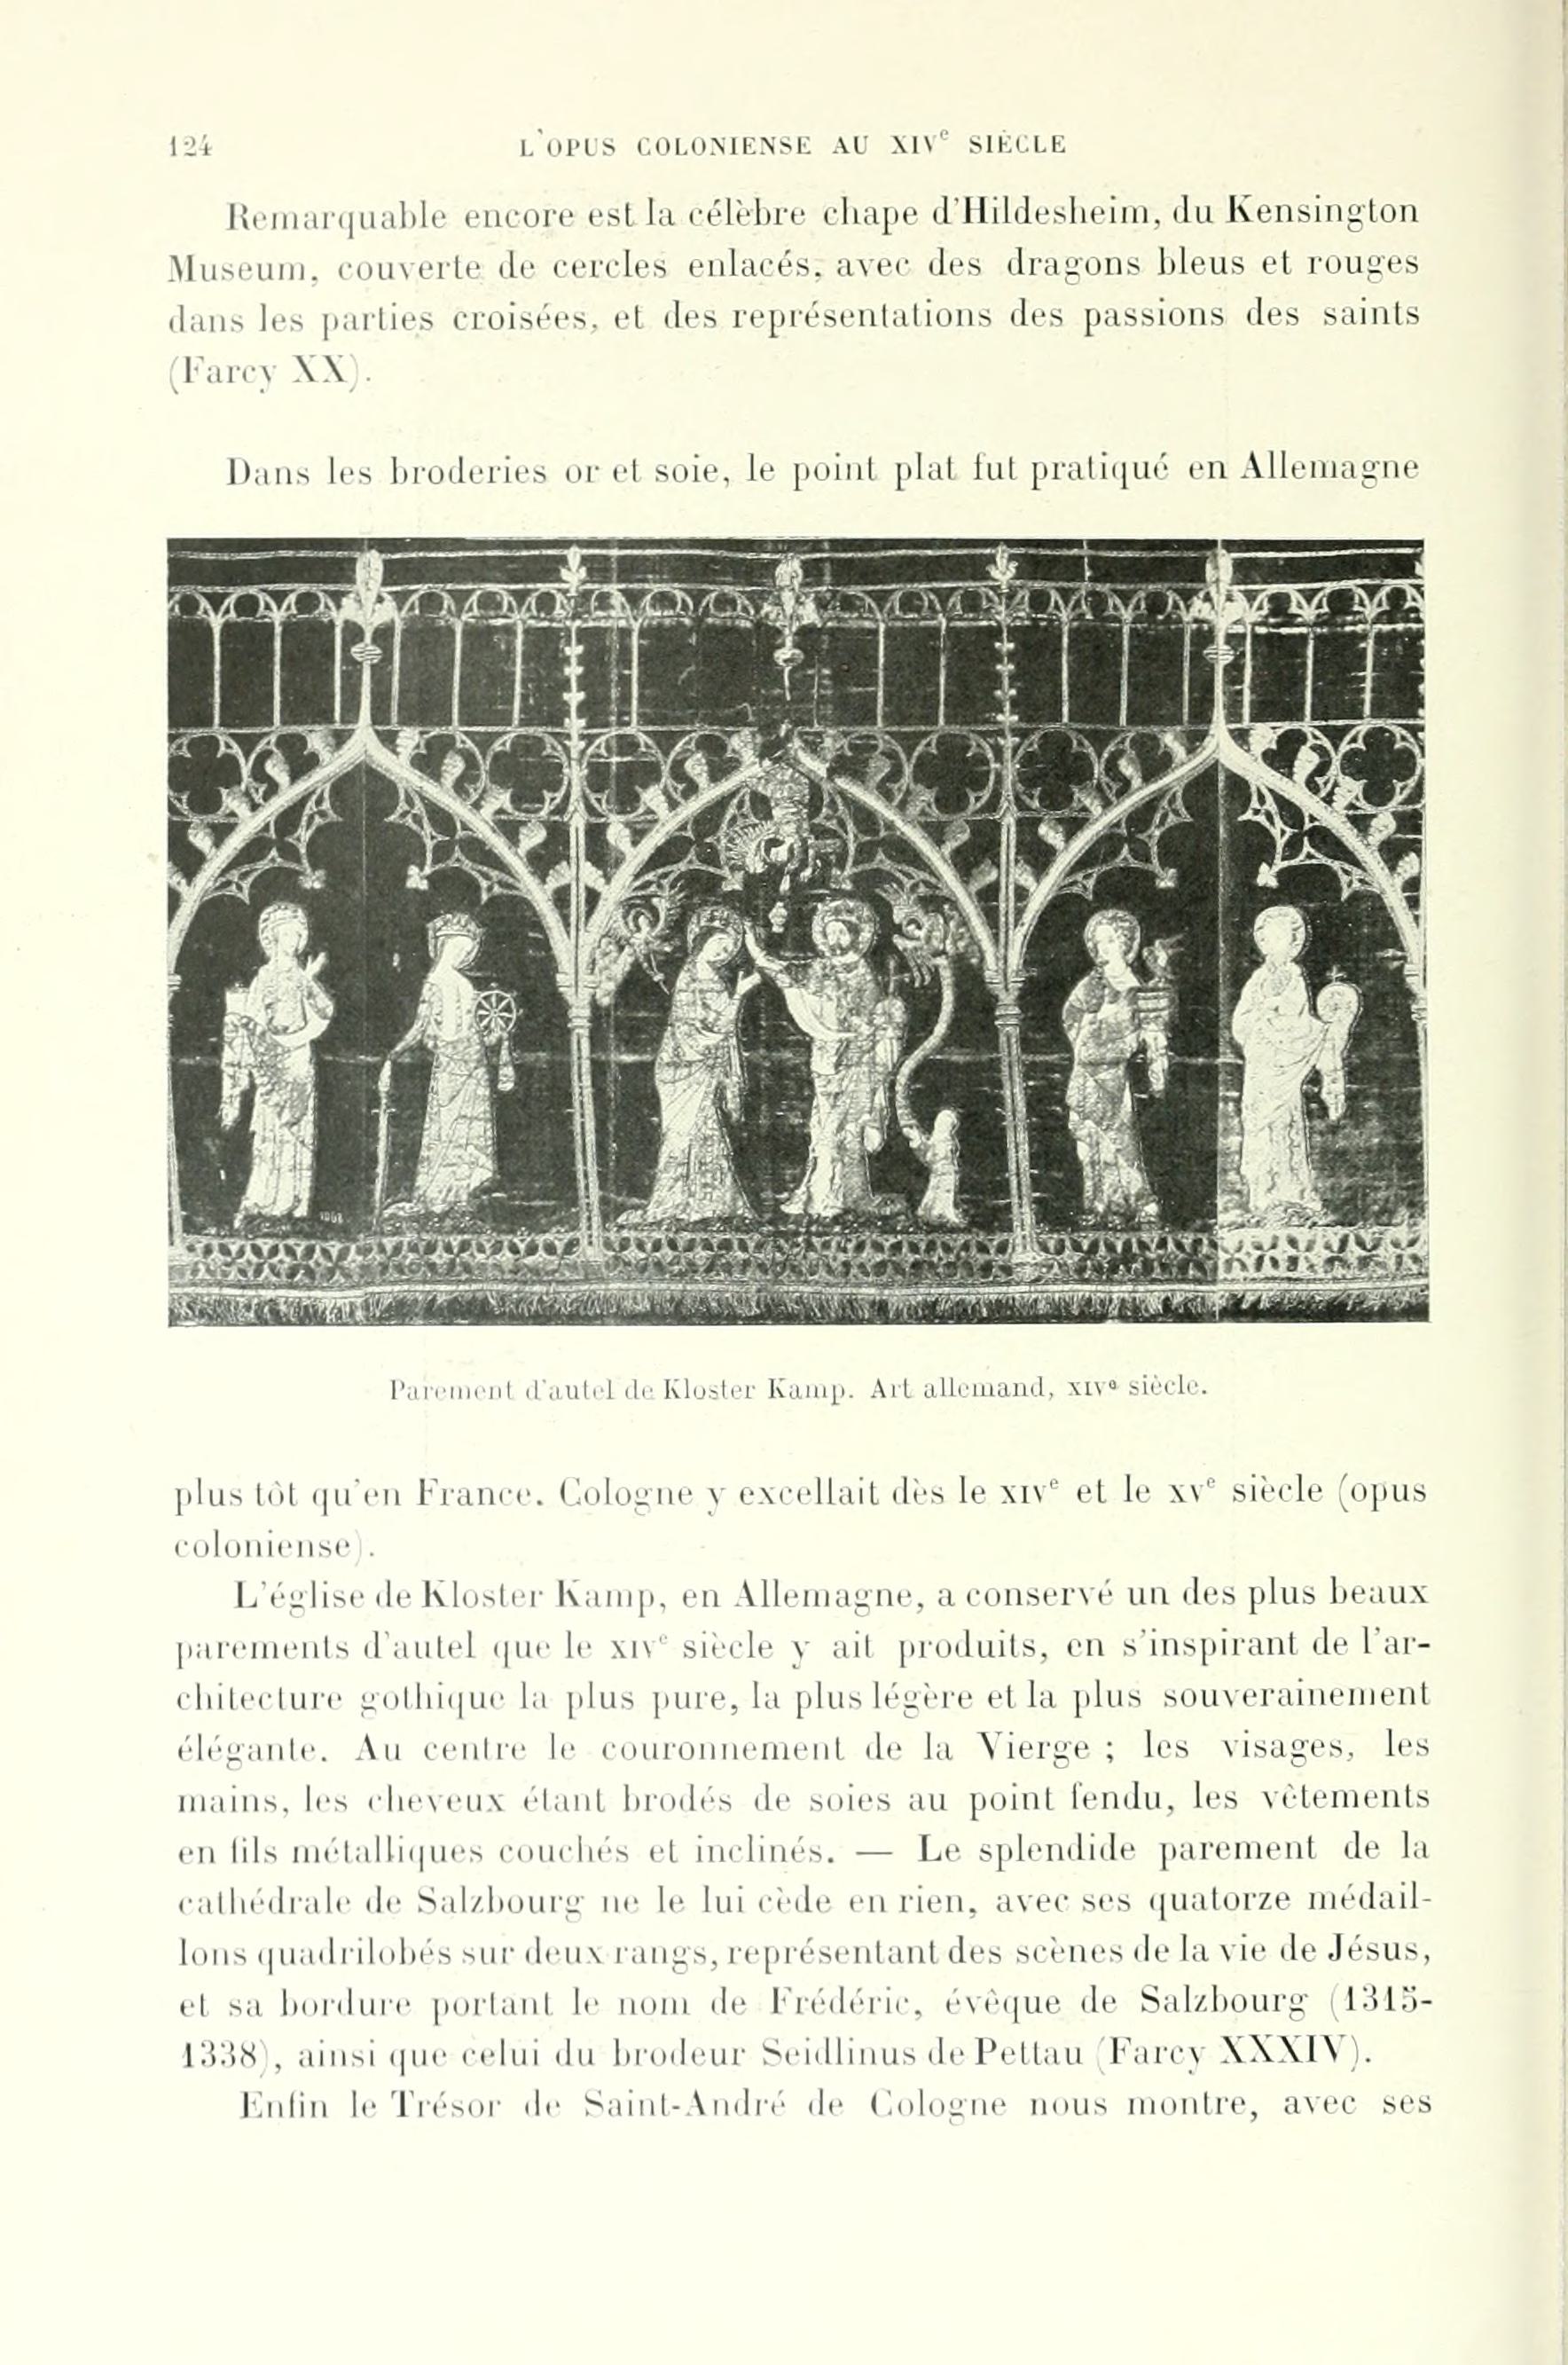 124
L'OPUS COLONIENSE AU XIVe SIÈCLE
Remarquable encore est la célèbre chape d'Hildesheim, du Kensington
Museum, couverte de cercles enlacés, avec des dragons bleus et rouges
dans les parties croisées, et des représentations des passions des saints
(Farcy XX).
Dans les broderies or et soie, le point plat fut pratiqué en Allemagne
Parement d'autel de Kloster Kamp. Art allemand, XIVe siècle.
plus tôt qu'en France. Cologne y excellait dès le XIVe et le XVe siècle (opus
coloniense).
L'église de Kloster Kamp, en Allemagne, a conservé un des plus beaux
parements d'autel que le XIVe siècle y ait produits, en s'inspirant de l'ar-
chitecture gothique la plus pure, la plus légère et la plus souverainement
élégante. Au centre le couronnement de la Vierge ; les visages, les
mains, les cheveux étant brodés de soies au point fendu, les vêtements
en fils métalliques couchés et inclinés. — Le splendide parement de la
cathédrale de Salzbourg ne le lui cède en rien, avec ses quatorze médail-
lons quadrilobés sur deux rangs, représentant des scènes de la vie de Jésus,
et sa bordure portant le nom de Frédéric, évêque de Salzbourg (1315-
1338), ainsi que celui du brodeur Seidlinus de Pettau (Farcy XXXIV).
Enfin le Trésor de Saint-André de Cologne nous montre, avec ses